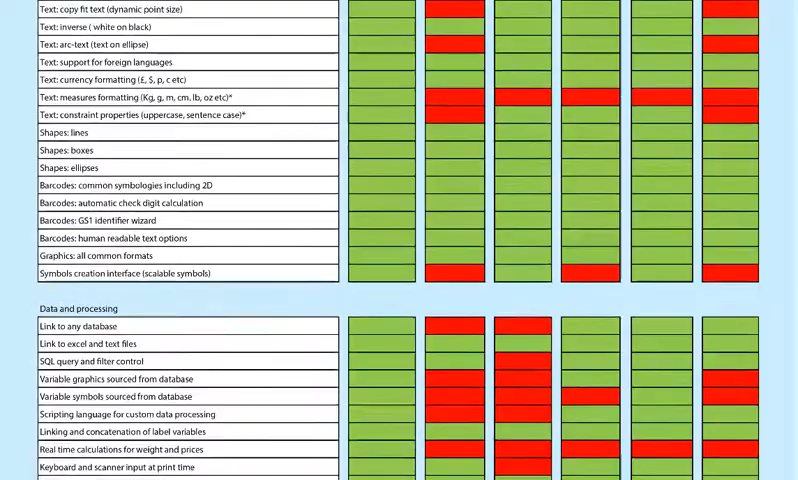 Text: copy fit text (dynamic point size)
Text: inverse ( white on black)
Text: arc-text (text on ellipse)
Text: support for foreign languages
Text: currency formatting (£, $, p, c etc)
Text: measures formatting (Kg, g, m, cm, lb, oz etc)*
Text: constraint properties (uppercase, sentence case)*
Shapes: lines
Shapes: boxes
Shapes: ellipses
Barcodes: common symbologies including 2D
Barcodes: automatic check digit calculation
Barcodes: GS1 identifier wizard
Barcodes: human readable text options
Graphics: all common formats
Symbols creation interface (scalable symbols)
Data and processing
Link to any database
Link to excel and text files
SQL query and filter control
Variable graphics sourced from database
Variable symbols sourced from database
Scripting language for custom data processing
Linking and concatenation of label variables
Real time calculations for weight and prices
Keyboard and scanner input at print time